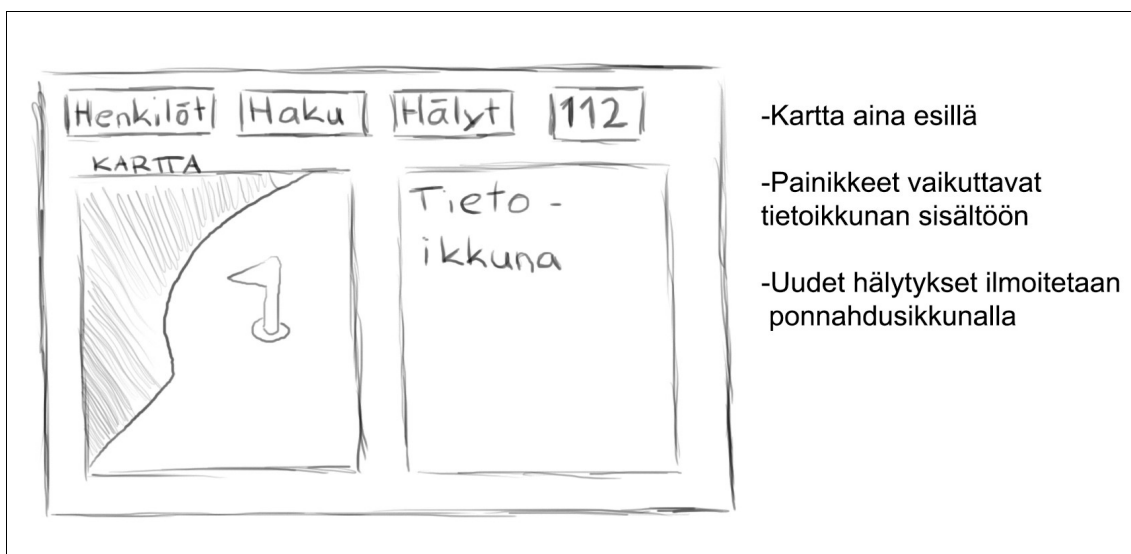 Henkilöt Haku Hälyt 112
KARTTA
Tieto-
ikkuna
-Kartta aina esillä
-Painikkeet vaikuttavat
tietoikkunan sisältöön
-Uudet hälytykset ilmoitetaan
ponnahdusikkunalla